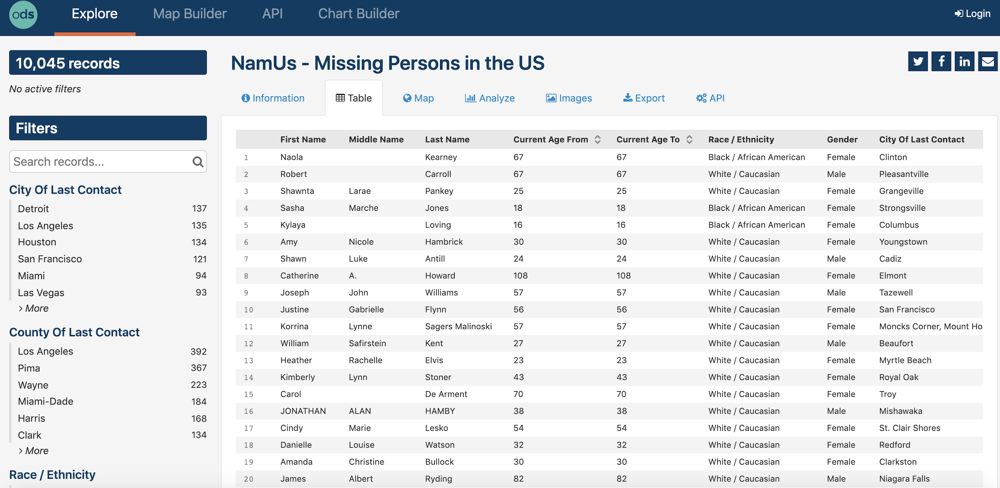 ods Explore Map Builder API Chart Builder Login
10,045 records
No active filters
Filters
Search records...
City Of Last Contact
Detroit 137
Los Angeles 135
Houston 134
San Francisco 121
Miami 94
Las Vegas 93
> More
County Of Last Contact
Los Angeles 392
Pima 367
Wayne 223
Miami-Dade 184
Harris 168
Clark 134
> More
Race / Ethnicity
NamUs - Missing Persons in the US
Information Table Map Analyze Images Export API
First Name Middle Name Last Name Current Age From Current Age To Race / Ethnicity Gender City Of Last Contact
1 Naola Kearney 67 67 Black / African American Female Clinton
2 Robert Carroll 67 67 White / Caucasian Male Pleasantville
3 Shawnta Larae Pankey 25 25 White / Caucasian Female Grangeville
4 Sasha Marche Jones 18 18 Black / African American Female Strongsville
5 Kylaya Loving 16 16 Black / African American Female Columbus
6 Amy Nicole Hambrick 30 30 White / Caucasian Female Youngstown
7 Shawn Luke Antill 24 24 White / Caucasian Male Cadiz
8 Catherine A. Howard 108 108 White / Caucasian Female Elmont
9 Joseph John Williams 57 57 White / Caucasian Male Tazewell
10 Justine Gabrielle Flynn 56 56 White / Caucasian Female San Francisco
11 Korrina Lynne Sagers Malinoski 57 57 White / Caucasian Female Moncks Corner, Mount Ho
12 William Safirstein Kent 27 27 White / Caucasian Male Beaufort
13 Heather Rachelle Elvis 23 23 White / Caucasian Female Myrtle Beach
14 Kimberly Lynn Stoner 43 43 White / Caucasian Female Royal Oak
15 Carol De Arment 70 70 White / Caucasian Female Troy
16 JONATHAN ALAN HAMBY 38 38 White / Caucasian Male Mishawaka
17 Cindy Marie Lesko 54 54 White / Caucasian Female St. Clair Shores
18 Danielle Louise Watson 32 32 White / Caucasian Female Redford
19 Amanda Christine Bullock 30 30 White / Caucasian Female Clarkston
20 James Albert Ryding 82 82 White / Caucasian Male Niagara Falls